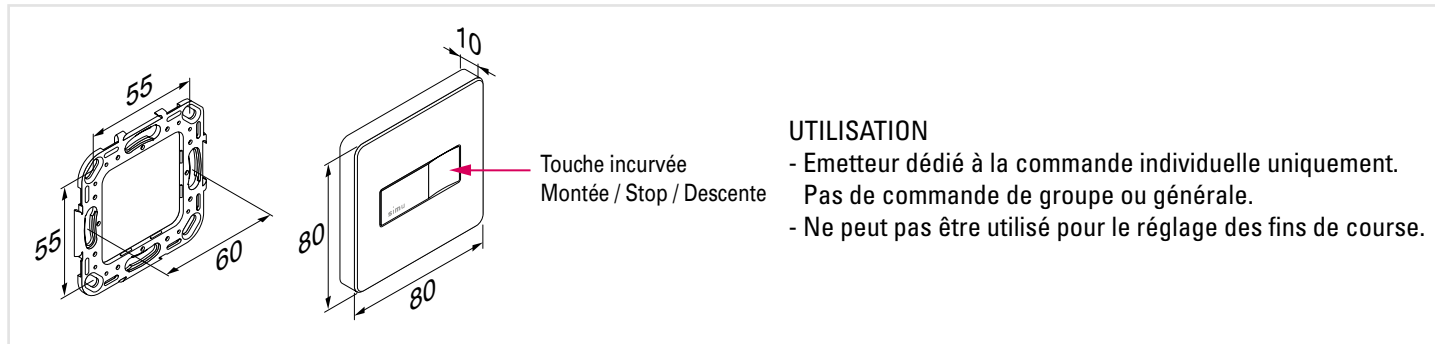 10
55
55
60
80
80
simu
Touche incurvée
Montée / Stop / Descente
UTILISATION
- Emetteur dédié à la commande individuelle uniquement.
Pas de commande de groupe ou générale.
- Ne peut pas être utilisé pour le réglage des fins de course.